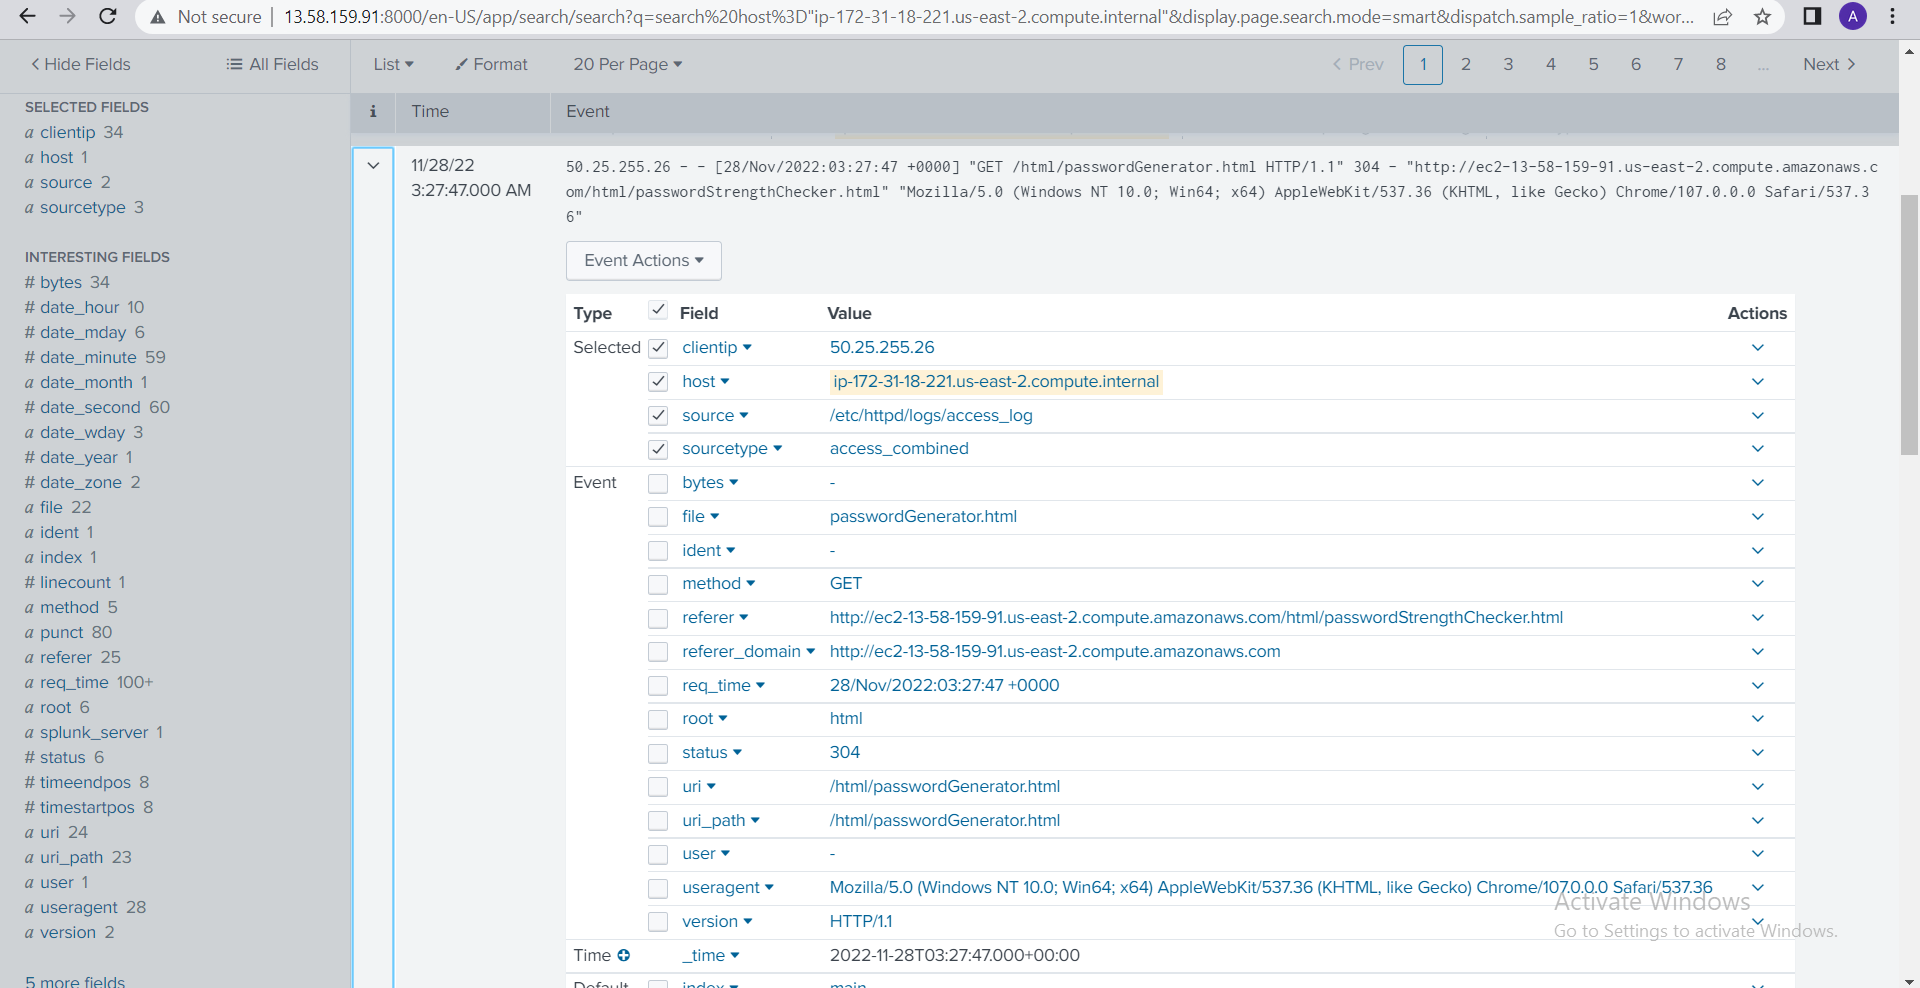 Not secure | 13.58.159.91:8000/en-US/app/search/search?q=search%20host%3D"ip-172-31-18-221.us-east-2.compute.internal"&display.page.search.mode=smart&dispatch.sample_ratio=1&wor...
A
Hide Fields
All Fields
List
Format
20 Per Page
Prev
1 2 3 4 5 6 7 8 ... Next
SELECTED FIELDS
a clientip 34
a host 1
a source 2
a sourcetype 3
INTERESTING FIELDS
# bytes 34
# date_hour 10
# date_mday 6
# date_minute 59
a date_month 1
# date_second 60
a date_wday 3
# date_year 1
# date_zone 2
a file 22
a ident 1
a index 1
# linecount 1
a method 5
a punct 80
a referer 25
a req_time 100+
a root 6
a splunk_server 1
# status 6
# timeendpos 8
# timestartpos 8
a uri 24
a uri_path 23
a user 1
a useragent 28
a version 2
5 more fields
i Time Event
11/28/22
3:27:47.000 AM
50.25.255.26 - - [28/Nov/2022:03:27:47 +0000] "GET /html/passwordGenerator.html HTTP/1.1" 304 - "http://ec2-13-58-159-91.us-east-2.compute.amazonaws.c
om/html/passwordStrengthChecker.html" "Mozilla/5.0 (Windows NT 10.0; Win64; x64) AppleWebKit/537.36 (KHTML, like Gecko) Chrome/107.0.0.0 Safari/537.3
6"
Event Actions
Type Field Value Actions
Selected clientip 50.25.255.26
host ip-172-31-18-221.us-east-2.compute.internal
source /etc/httpd/logs/access_log
sourcetype access_combined
Event bytes -
file passwordGenerator.html
ident -
method GET
referer http://ec2-13-58-159-91.us-east-2.compute.amazonaws.com/html/passwordStrengthChecker.html
referer_domain http://ec2-13-58-159-91.us-east-2.compute.amazonaws.com
req_time 28/Nov/2022:03:27:47 +0000
root html
status 304
uri /html/passwordGenerator.html
uri_path /html/passwordGenerator.html
user -
useragent Mozilla/5.0 (Windows NT 10.0; Win64; x64) AppleWebKit/537.36 (KHTML, like Gecko) Chrome/107.0.0.0 Safari/537.36
version HTTP/1.1
Time _time 2022-11-28T03:27:47.000+00:00
Default index main
Activate Windows
Go to Settings to activate Windows.